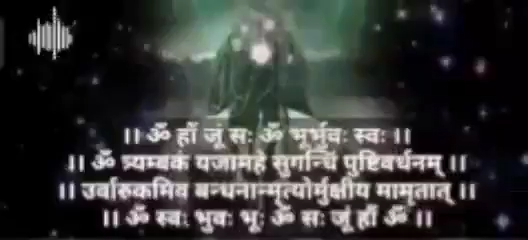 ।। ॐ हौं जूं सः ॐ भूर्भुवः स्वः ।।
।। ॐ त्र्यम्बकं यजामहे सुगन्धिं पुष्टिवर्धनम् ।।
।। उर्वारुकमिव बन्धनान्मृत्योर्मुक्षीय मामृतात् ।।
।। ॐ स्वः भुवः भूः ॐ सः जूं हौं ॐ ।।